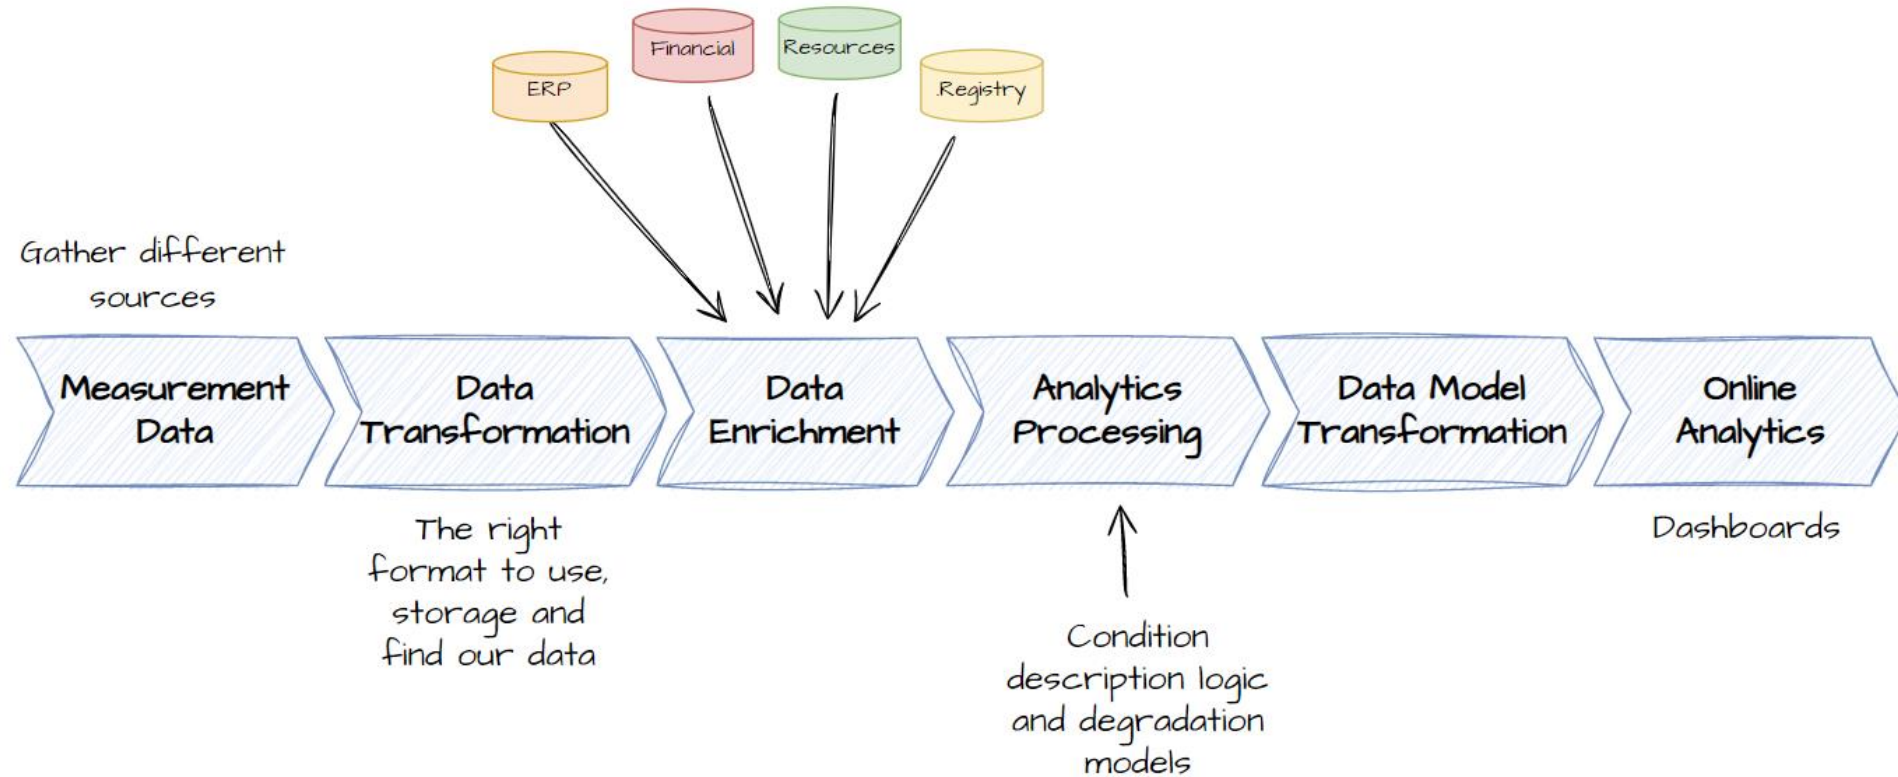 ERP
Financial
Resources
.Registry
Gather different
sources
Measurement
Data
Data
Transformation
Data
Enrichment
Analytics
Processing
Data Model
Transformation
Online
Analytics
The right
format to use,
storage and
find our data
Condition
description logic
and degradation
models
Dashboards